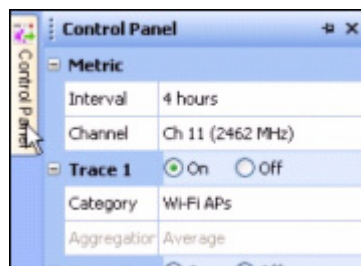 Control Panel
Control Panel
Metric
Interval 4 hours
Channel Ch 11 (2462 MHz)
Trace 1 On Off
Category Wi-Fi APs
Aggregation Average